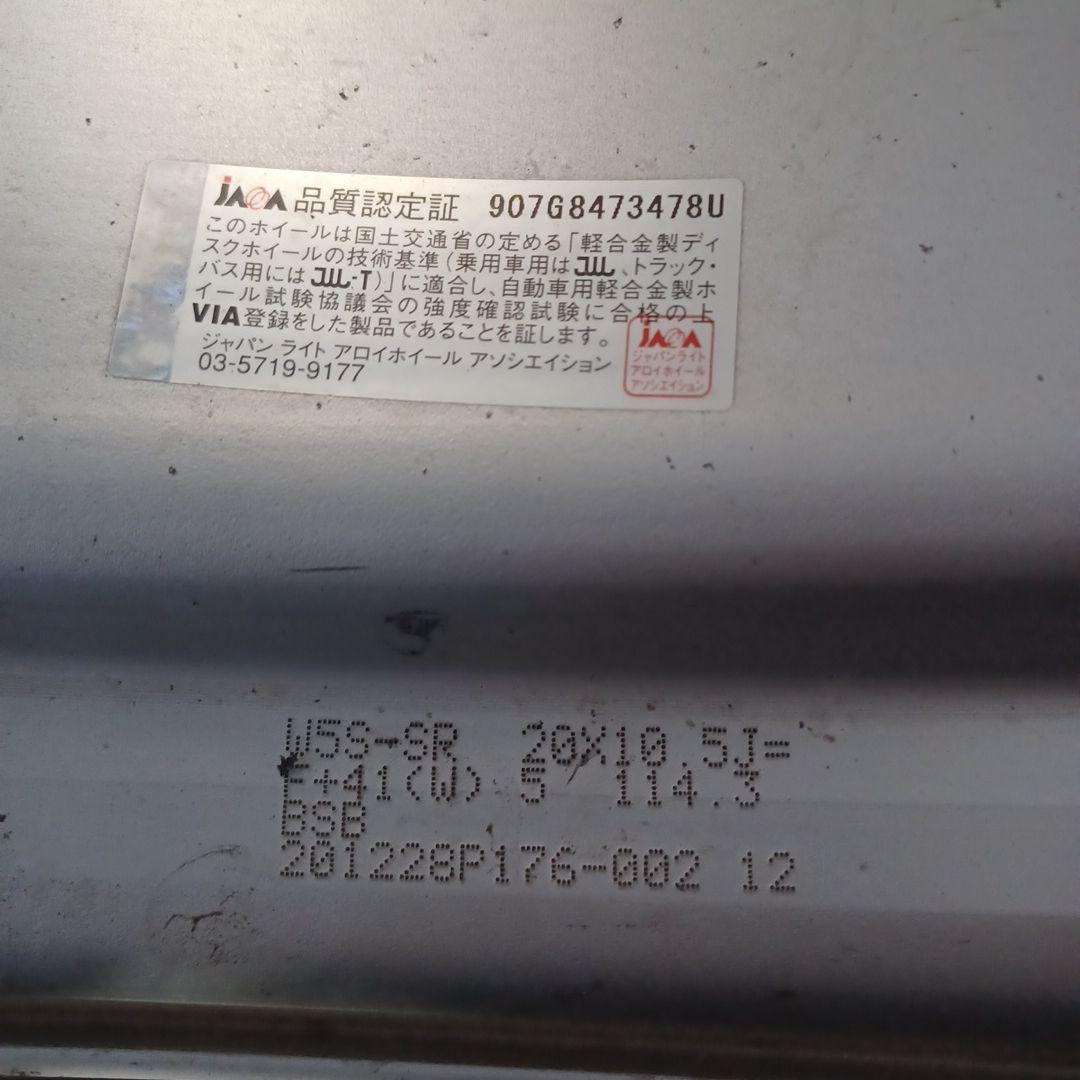 JAWA 品質認定証 907G8473478U
このホイールは国土交通省の定める「軽合金製ディ
スクホイールの技術基準(乗用車用はJWL、トラック・
バス用にはJWL-T)」に適合し、自動車用軽合金製ホ
イール試験協議会の強度確認試験に合格の上
VIA登録をした製品であることを証します。
ジャパン ライト アロイホイール アソシエイション
03-5719-9177
JAWA
ジャパンライト
アロイホイール
アソシエイション
W5S-SR 20X10.5J=
F+41(W) 5 114.3
BSB
201228P176-002 12